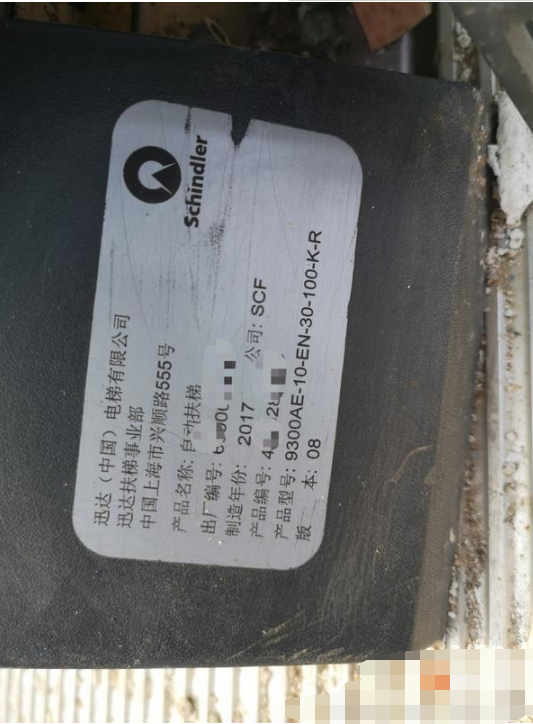 Schindler
迅达（中国）电梯有限公司
迅达扶梯事业部
中国上海市兴顺路555号
产品名称: 自动扶梯
出厂编号:
制造年份: 2017 公司: SCF
产品编号:
产品型号: 9300AE-10-EN-30-100-K-R
版 本: 08